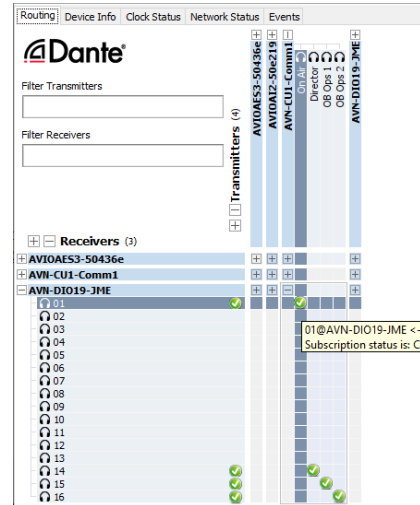 Routing Device Info Clock Status Network Status Events
Dante
Filter Transmitters
Filter Receivers
Transmitters (4)
AVIOAES3-50436e
AVIOAI2-50e219
AVN-CU1-Comm1
On Air
Director
OB Ops 1
OB Ops 2
AVN-DIO19-JME
Receivers (3)
AVIOAES3-50436e
AVN-CU1-Comm1
AVN-DIO19-JME
01
02
03
04
05
06
07
08
09
10
11
12
13
14
15
16
01@AVN-DIO19-JME <-
Subscription status is: C